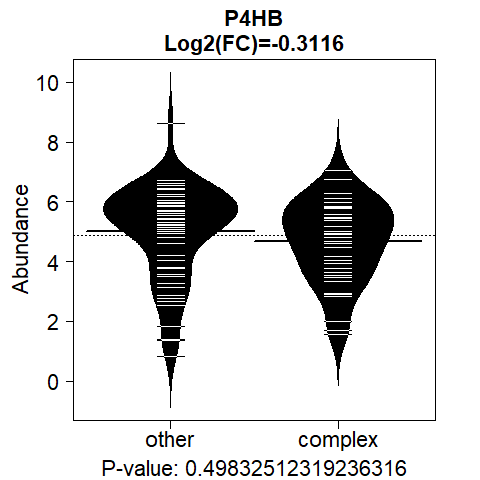 P4HB
Log2(FC)=-0.3116
Abundance
10
8
6
4
2
0
other complex
P-value: 0.49832512319236316